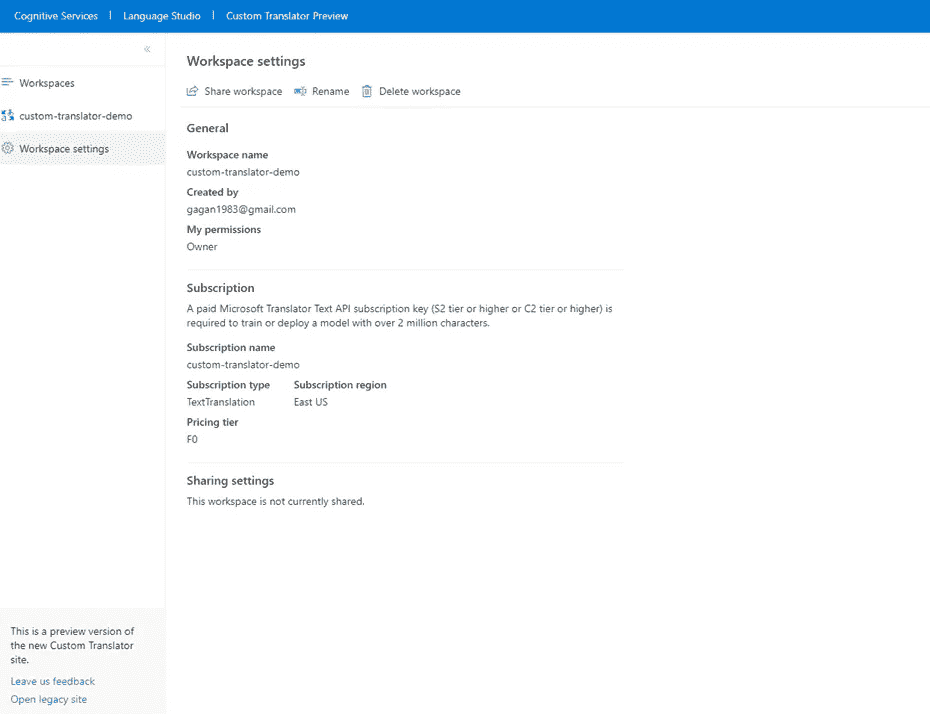 Cognitive Services | Language Studio | Custom Translator Preview
«
Workspaces
custom-translator-demo
Workspace settings
Workspace settings
Share workspace Rename Delete workspace
General
Workspace name
custom-translator-demo
Created by
gagan1983@gmail.com
My permissions
Owner
Subscription
A paid Microsoft Translator Text API subscription key (S2 tier or higher or C2 tier or higher) is
required to train or deploy a model with over 2 million characters.
Subscription name
custom-translator-demo
Subscription type Subscription region
TextTranslation East US
Pricing tier
F0
Sharing settings
This workspace is not currently shared.
This is a preview version of
the new Custom Translator
site.
Leave us feedback
Open legacy site